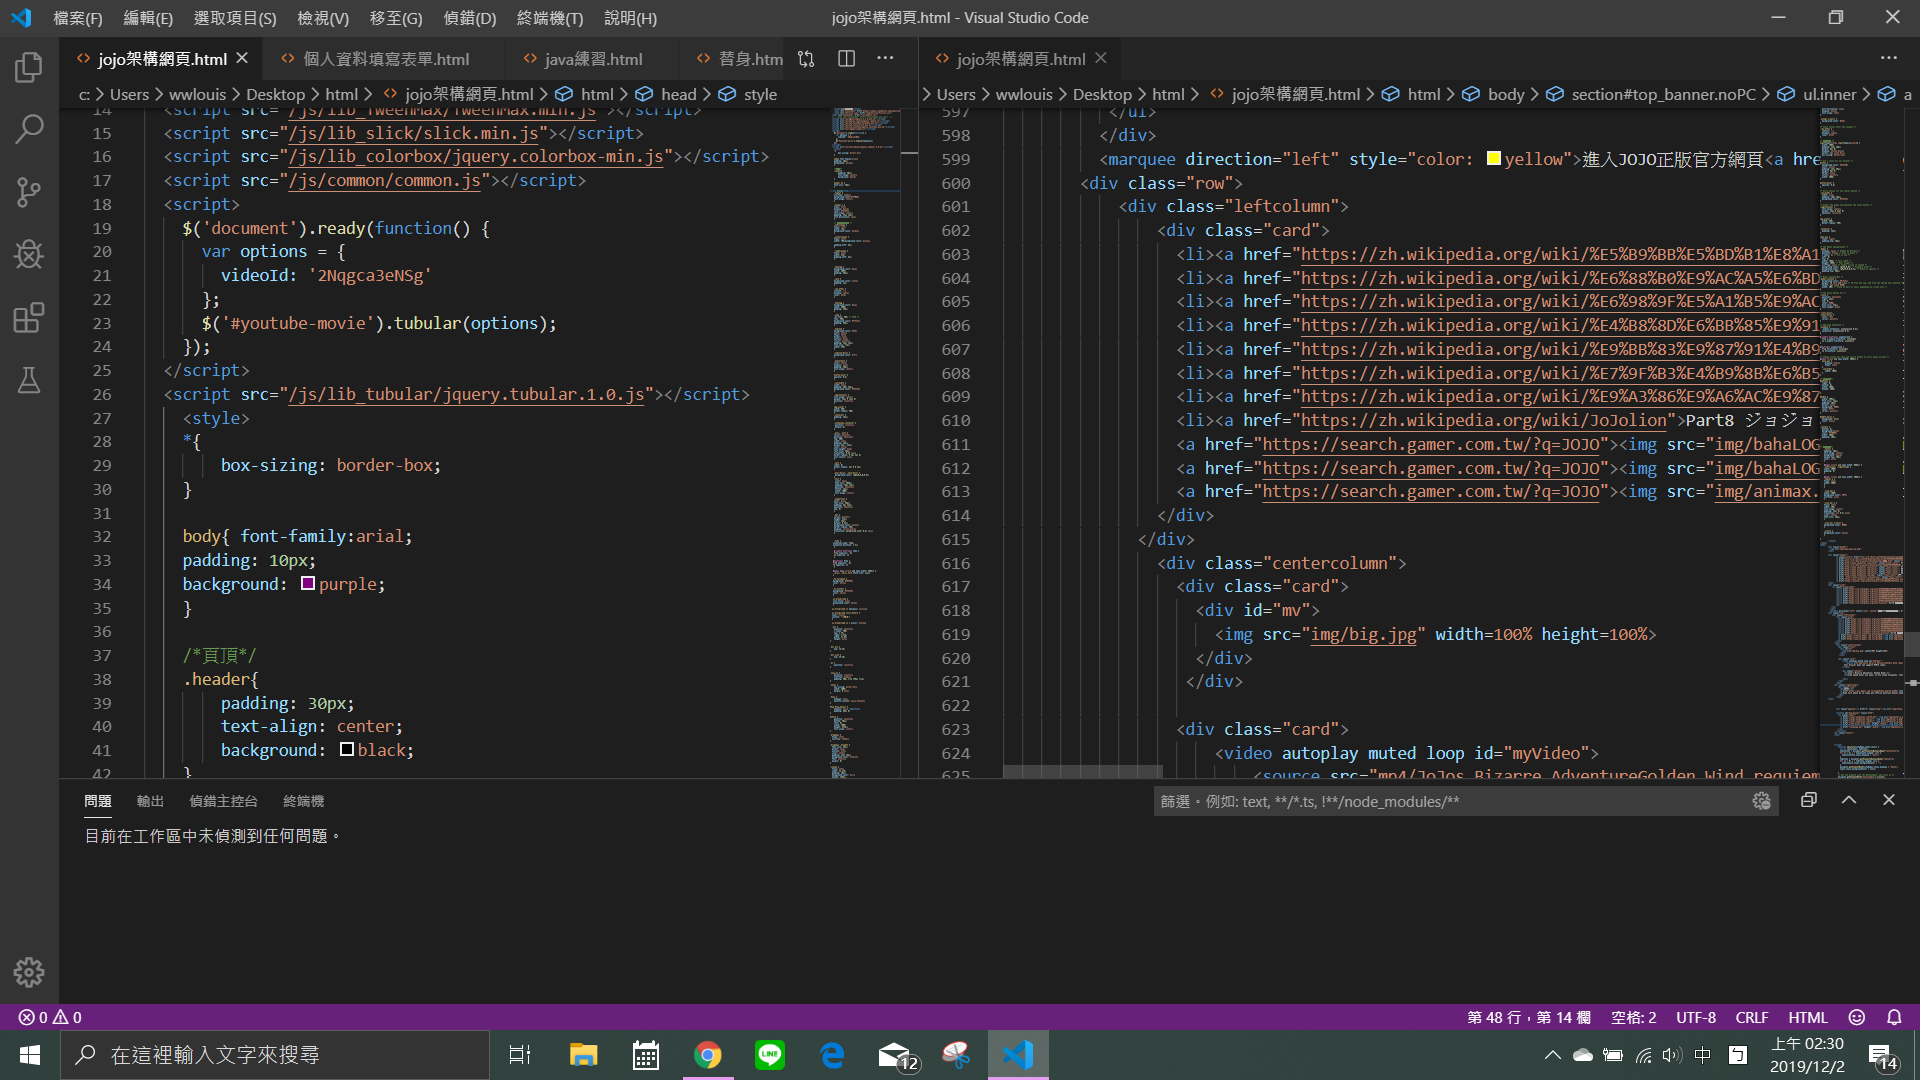 檔案(F) 編輯(E) 選取項目(S) 檢視(V) 移至(G) 偵錯(D) 終端機(T) 說明(H)
jojo架構網頁.html - Visual Studio Code
jojo架構網頁.html
個人資料填寫表單.html
java練習.html
替身.htm
c: > Users > wwlouis > Desktop > html > jojo架構網頁.html > html > head > style
14 <script src="/js/lib_TweenMax/TweenMax.min.js"></script>
15 <script src="/js/lib_slick/slick.min.js"></script>
16 <script src="/js/lib_colorbox/jquery.colorbox-min.js"></script>
17 <script src="/js/common/common.js"></script>
18 <script>
19 $('document').ready(function() {
20 var options = {
21 videoId: '2Nqgca3eNSg'
22 };
23 $('#youtube-movie').tubular(options);
24 });
25 </script>
26 <script src="/js/lib_tubular/jquery.tubular.1.0.js"></script>
27 <style>
28 *{
29 box-sizing: border-box;
30 }
31
32 body{ font-family:arial;
33 padding: 10px;
34 background: purple;
35 }
36
37 /*頁頂*/
38 .header{
39 padding: 30px;
40 text-align: center;
41 background: black;
42 }
jojo架構網頁.html
> Users > wwlouis > Desktop > html > jojo架構網頁.html > html > body > section#top_banner.noPC > ul.inner > a
597 </ul>
598 </div>
599 <marquee direction="left" style="color: yellow">進入JOJO正版官方網頁<a hre
600 <div class="row">
601 <div class="leftcolumn">
602 <div class="card">
603 <li><a href="https://zh.wikipedia.org/wiki/%E5%B9%BB%E5%BD%B1%E8%A1
604 <li><a href="https://zh.wikipedia.org/wiki/%E6%88%B0%E9%AC%A5%E6%BD
605 <li><a href="https://zh.wikipedia.org/wiki/%E6%98%9F%E5%A1%B5%E9%AC
606 <li><a href="https://zh.wikipedia.org/wiki/%E4%B8%8D%E6%BB%85%E9%91
607 <li><a href="https://zh.wikipedia.org/wiki/%E9%BB%83%E9%87%91%E4%B9
608 <li><a href="https://zh.wikipedia.org/wiki/%E7%9F%B3%E4%B9%8B%E6%B5
609 <li><a href="https://zh.wikipedia.org/wiki/%E9%A3%86%E9%A6%AC%E9%87
610 <li><a href="https://zh.wikipedia.org/wiki/JoJolion">Part8 ジョジョ
611 <a href="https://search.gamer.com.tw/?q=JOJO"><img src="img/bahaLOG
612 <a href="https://search.gamer.com.tw/?q=JOJO"><img src="img/bahaLOG
613 <a href="https://search.gamer.com.tw/?q=JOJO"><img src="img/animax.
614 </div>
615 </div>
616 <div class="centercolumn">
617 <div class="card">
618 <div id="mv">
619 <img src="img/big.jpg" width=100% height=100%>
620 </div>
621 </div>
622
623 <div class="card">
624 <video autoplay muted loop id="myVideo">
625 <source src="mp4/JoJos Bizarre AdventureGolden Wind requiem
問題 輸出 偵錯主控台 終端機
篩選。例如: text, **/*.ts, !**/node_modules/**
目前在工作區中未偵測到任何問題。
0 0
第 48 行，第 14 欄 空格: 2 UTF-8 CRLF HTML
在這裡輸入文字來搜尋
LINE
12
中
上午 02:30
2019/12/2
14